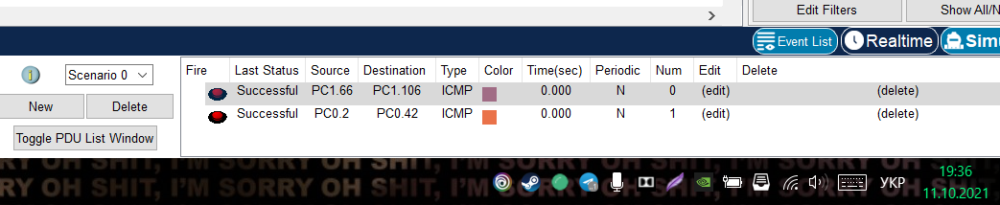 Edit Filters Show All/N
Event List Realtime Simu
Scenario 0 Fire Last Status Source Destination Type Color Time(sec) Periodic Num Edit Delete
Successful PC1.66 PC1.106 ICMP 0.000 N 0 (edit) (delete)
New Delete Successful PC0.2 PC0.42 ICMP 0.000 N 1 (edit) (delete)
Toggle PDU List Window
OH SHIT, I'M SORRY OH SHIT, I'M SORRY OH SHIT, I'M SORRY OH SHIT, I'M SORRY OH SHIT,
RY OH SHIT, I'M SORRY OH SHIT, I'M
УКР
19:36
11.10.2021